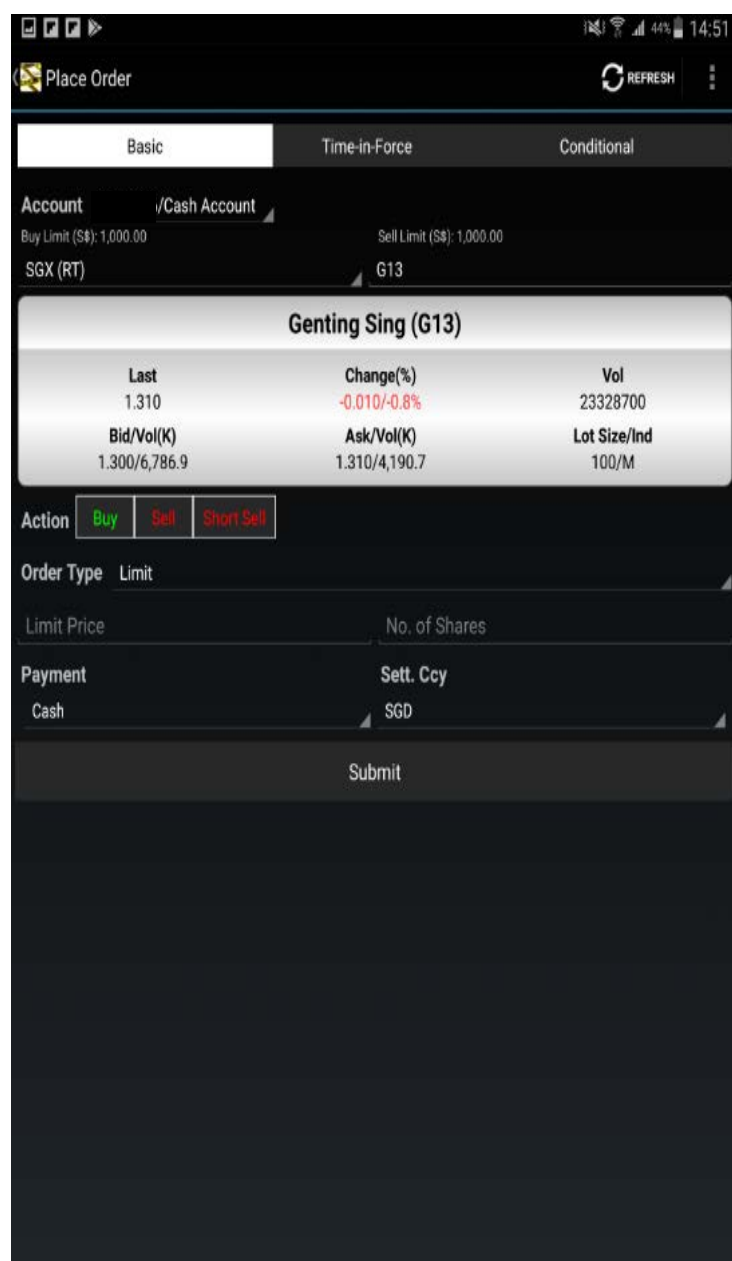 44% 14:51
Place Order REFRESH
Basic Time-in-Force Conditional
Account /Cash Account
Buy Limit (S$): 1,000.00 Sell Limit (S$): 1,000.00
SGX (RT) G13
Genting Sing (G13)
Last Change(%) Vol
1.310 -0.010/-0.8% 23328700
Bid/Vol(K) Ask/Vol(K) Lot Size/Ind
1.300/6,786.9 1.310/4,190.7 100/M
Action Buy Sell Short Sell
Order Type Limit
Limit Price No. of Shares
Payment Sett. Ccy
Cash SGD
Submit